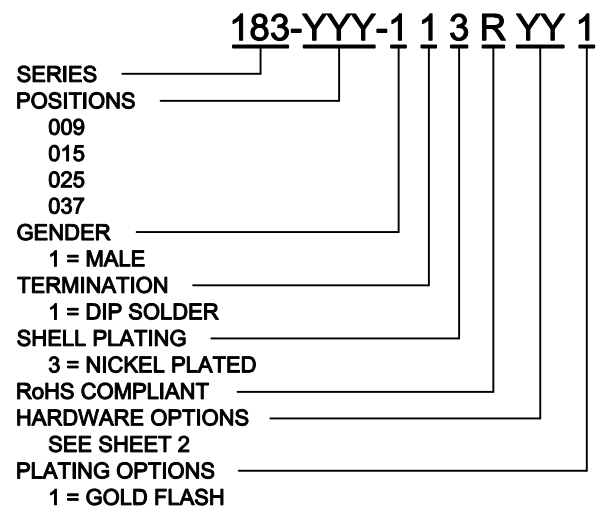 183-YYY-1 1 3 R YY 1
SERIES
POSITIONS
009
015
025
037
GENDER
1 = MALE
TERMINATION
1 = DIP SOLDER
SHELL PLATING
3 = NICKEL PLATED
RoHS COMPLIANT
HARDWARE OPTIONS
SEE SHEET 2
PLATING OPTIONS
1 = GOLD FLASH